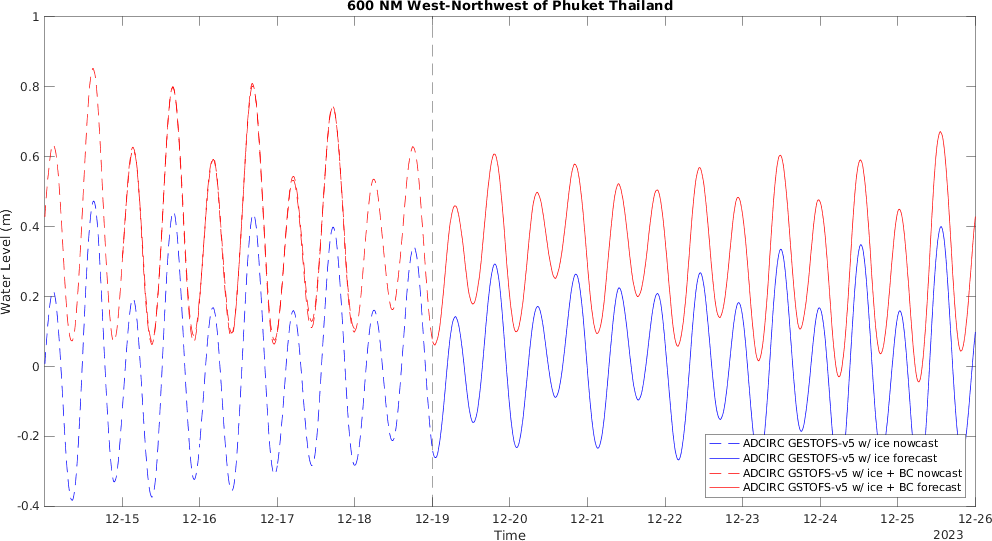 600 NM West-Northwest of Phuket Thailand
1
0.8
0.6
0.4
0.2
0
-0.2
-0.4
Water Level (m)
ADCIRC GESTOFS-v5 w/ ice nowcast
ADCIRC GESTOFS-v5 w/ ice forecast
ADCIRC GSTOFS-v5 w/ ice + BC nowcast
ADCIRC GSTOFS-v5 w/ ice + BC forecast
12-15 12-16 12-17 12-18 12-19 12-20 12-21 12-22 12-23 12-24 12-25 12-26
Time
2023